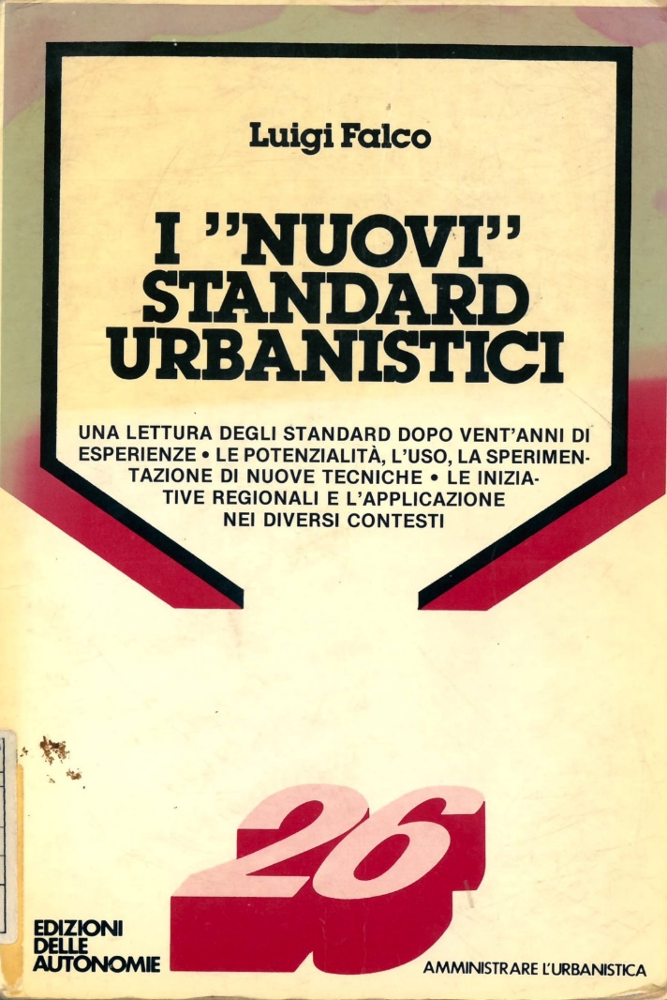 Luigi Falco
I ”NUOVI”
STANDARD
URBANISTICI
UNA LETTURA DEGLI STANDARD DOPO VENT’ANNI DI
ESPERIENZE • LE POTENZIALITÀ, L’USO, LA SPERIMEN-
TAZIONE DI NUOVE TECNICHE • LE INIZIA-
TIVE REGIONALI E L’APPLICAZIONE
NEI DIVERSI CONTESTI
26
EDIZIONI
DELLE
AUTONOMIE
AMMINISTRARE L’URBANISTICA